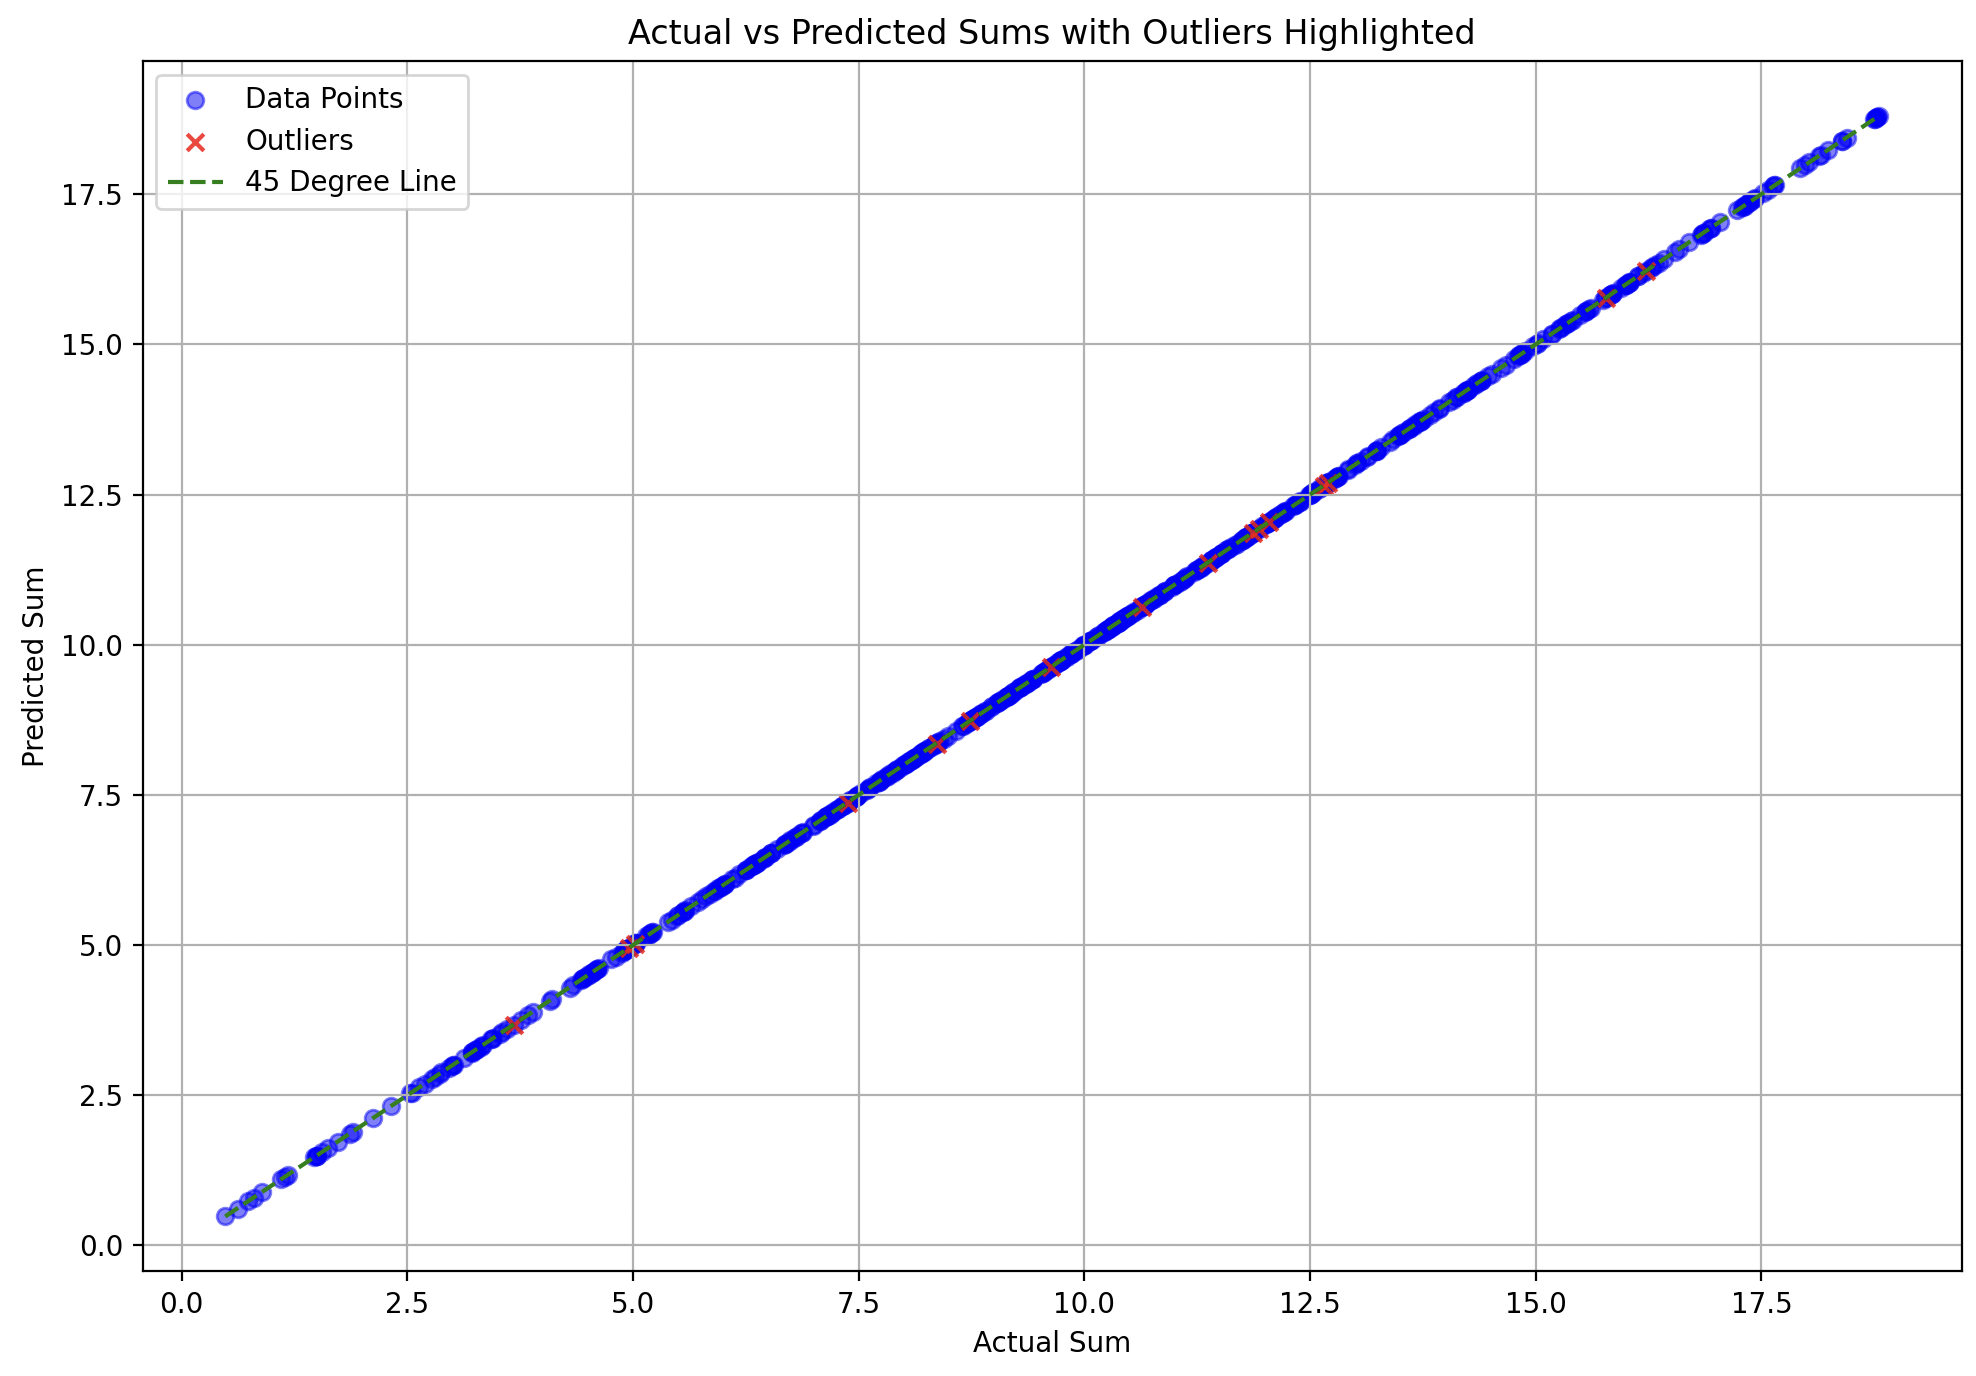 Actual vs Predicted Sums with Outliers Highlighted
Data Points
Outliers
45 Degree Line
Predicted Sum
17.5
15.0
12.5
10.0
7.5
5.0
2.5
0.0
0.0 2.5 5.0 7.5 10.0 12.5 15.0 17.5
Actual Sum